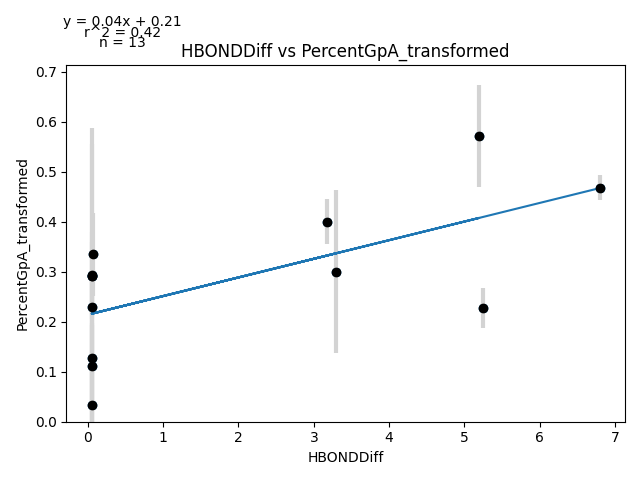 y = 0.04x + 0.21
r^2 = 0.42
n = 13
HBONDDiff vs PercentGpA_transformed
PercentGpA_transformed
0.7
0.6
0.5
0.4
0.3
0.2
0.1
0.0
0 1 2 3 4 5 6 7
HBONDDiff